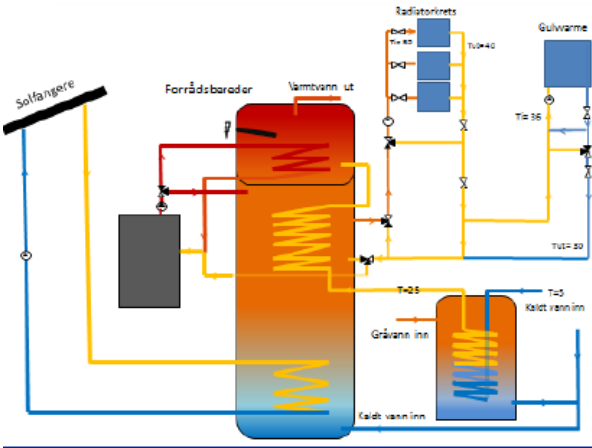 Radiatorkrets
Gulvvarme
Tut=40
Solfangere
Forrådsbereder
Varmtvann ut
Ti= 36
Tut= 30
T=25
T=5
Kaldt vann inn
Gråvann inn
Kaldt vann inn